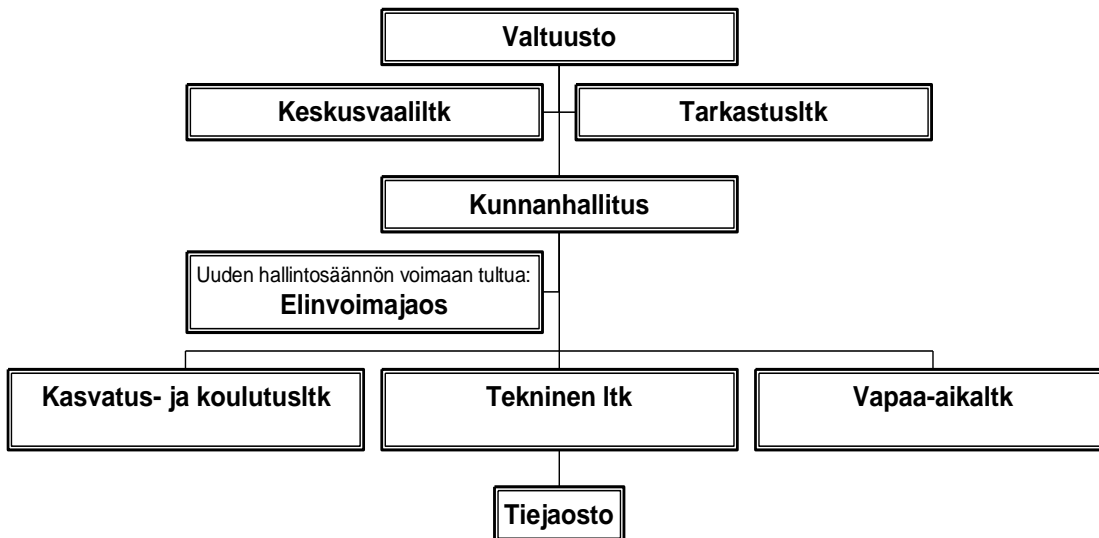 Valtuusto
Keskusvaaliltk
Tarkastusltk
Kunnanhallitus
Uuden hallintosäännön voimaan tultua:
Elinvoimajaos
Kasvatus- ja koulutusltk
Tekninen ltk
Vapaa-aikaltk
Tiejaosto